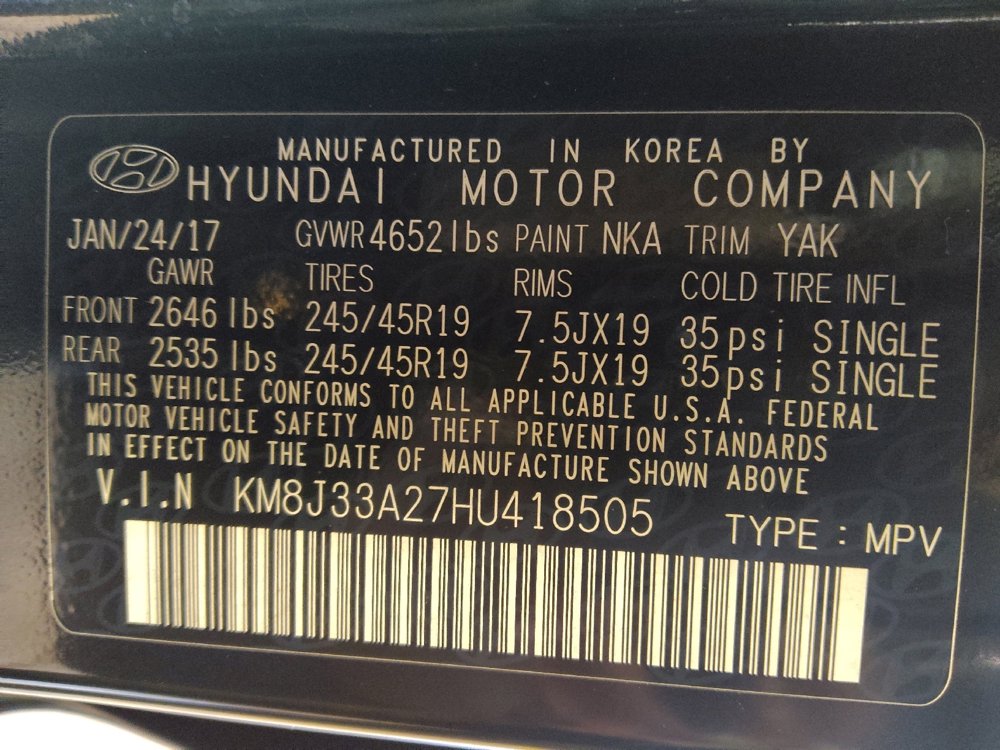 MANUFACTURED IN KOREA BY
HYUNDAI MOTOR COMPANY
JAN/24/17 GVWR 4652 lbs PAINT NKA TRIM YAK
GAWR TIRES RIMS COLD TIRE INFL
FRONT 2646 lbs 245/45R19 7.5JX19 35psi SINGLE
REAR 2535 lbs 245/45R19 7.5JX19 35psi SINGLE
THIS VEHICLE CONFORMS TO ALL APPLICABLE U.S.A. FEDERAL
MOTOR VEHICLE SAFETY AND THEFT PREVENTION STANDARDS
IN EFFECT ON THE DATE OF MANUFACTURE SHOWN ABOVE
V.I.N KM8J33A27HU418505 TYPE : MPV